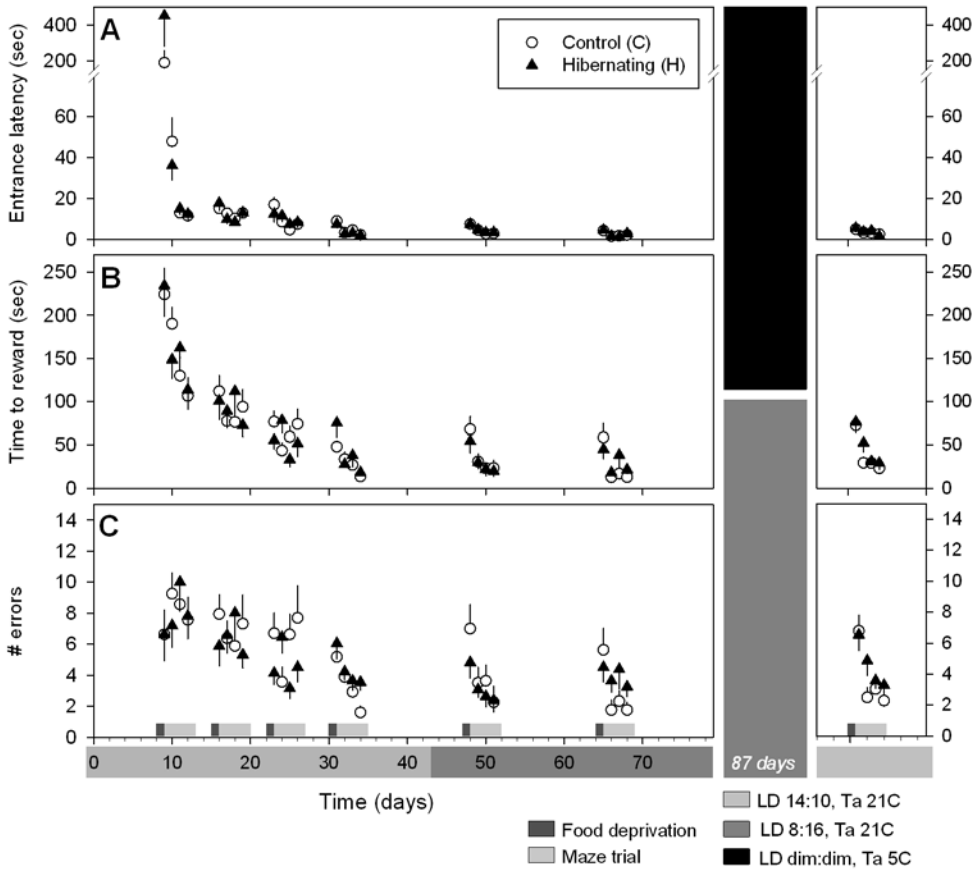 A
Entrance latency (sec)
400
200
60
40
20
0
Control (C)
Hibernating (H)
400
200
60
40
20
0
B
Time to reward (sec)
250
200
150
100
50
0
250
200
150
100
50
0
C
# errors
14
12
10
8
6
4
2
0
14
12
10
8
6
4
2
0
0 10 20 30 40 50 60 70
87 days
Time (days)
Food deprivation
Maze trial
LD 14:10, Ta 21C
LD 8:16, Ta 21C
LD dim:dim, Ta 5C